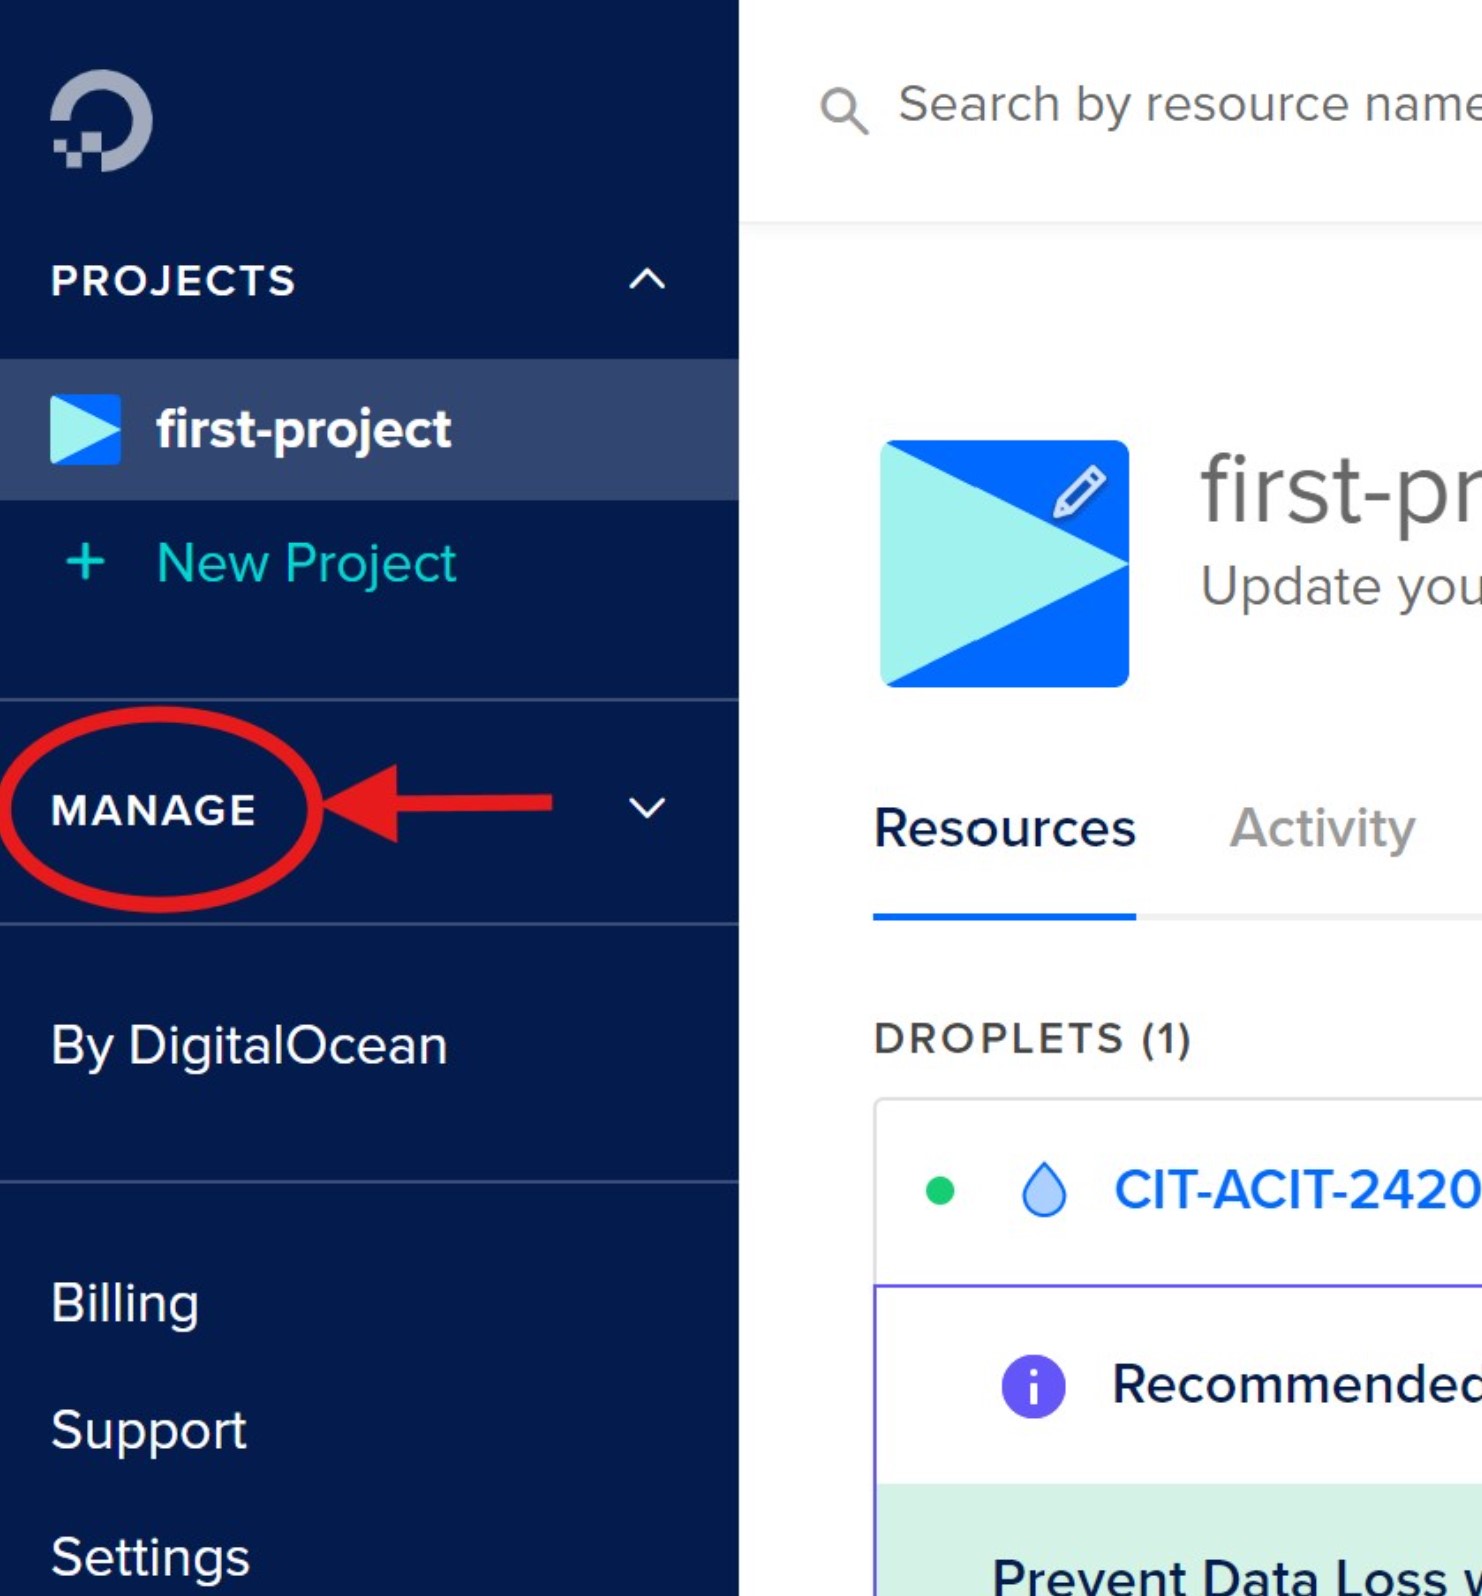 PROJECTS
first-project
+ New Project
MANAGE
By DigitalOcean
Billing
Support
Settings
Search by resource name
first-pr
Update you
Resources Activity
DROPLETS (1)
CIT-ACIT-2420
Recommended
Prevent Data Loss